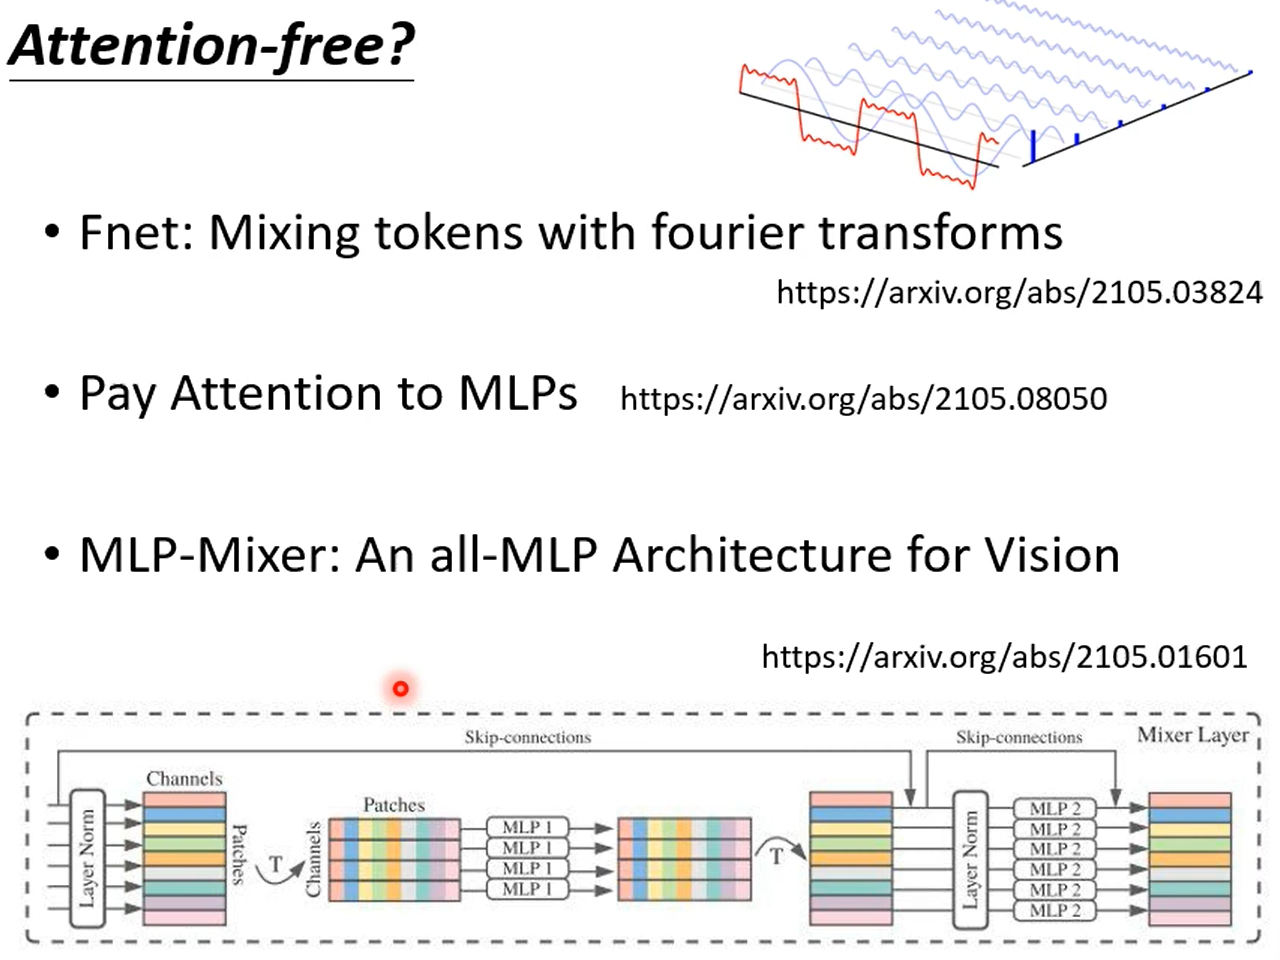 Attention-free?
• Fnet: Mixing tokens with fourier transforms
https://arxiv.org/abs/2105.03824
• Pay Attention to MLPs https://arxiv.org/abs/2105.08050
• MLP-Mixer: An all-MLP Architecture for Vision
https://arxiv.org/abs/2105.01601
Skip-connections
Skip-connections
Mixer Layer
Layer Norm
Channels
Patches
T
Channels
Patches
MLP 1
MLP 1
MLP 1
MLP 1
T
Layer Norm
MLP 2
MLP 2
MLP 2
MLP 2
MLP 2
MLP 2